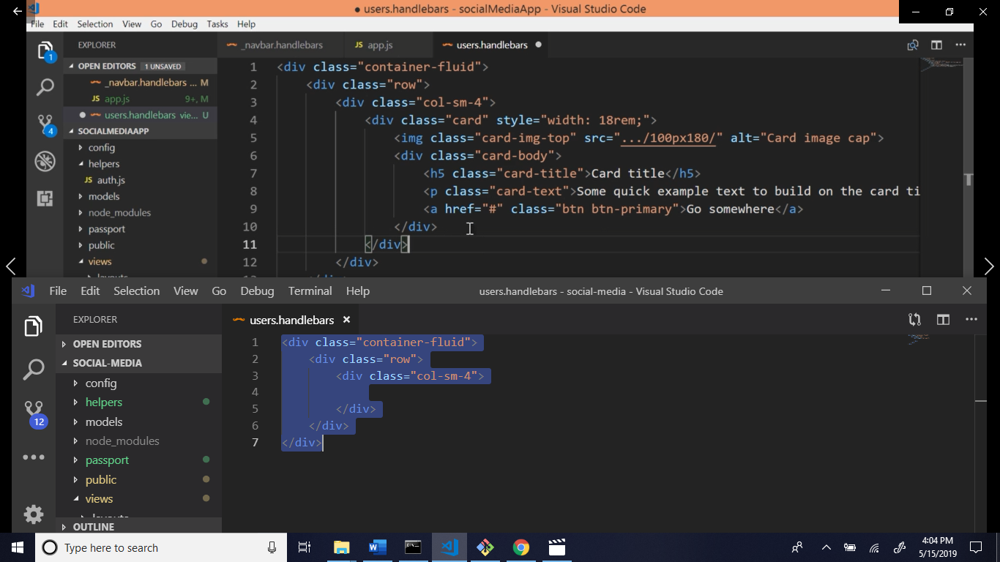 users.handlebars - socialMediaApp - Visual Studio Code
File Edit Selection View Go Debug Tasks Help
EXPLORER
_navbar.handlebars
JS app.js
users.handlebars
OPEN EDITORS 1 UNSAVED
_navbar.handlebars ... M
JS app.js 9+, M
users.handlebars vie... U
SOCIALMEDIAAPP
config
helpers
JS auth.js
models
node_modules
passport
public
views
1
4
1 <div class="container-fluid">
2 <div class="row">
3 <div class="col-sm-4">
4 <div class="card" style="width: 18rem;">
5 <img class="card-img-top" src=".../100px180/" alt="Card image cap">
6 <div class="card-body">
7 <h5 class="card-title">Card title</h5>
8 <p class="card-text">Some quick example text to build on the card ti
9 <a href="#" class="btn btn-primary">Go somewhere</a>
10 </div>
11 </div>
12 </div>
File Edit Selection View Go Debug Terminal Help
users.handlebars - social-media - Visual Studio Code
EXPLORER
users.handlebars
OPEN EDITORS
SOCIAL-MEDIA
config
helpers
models
node_modules
passport
public
views
OUTLINE
12
1 <div class="container-fluid">
2 <div class="row">
3 <div class="col-sm-4">
4
5 </div>
6 </div>
7 </div>
Type here to search
4:04 PM
5/15/2019